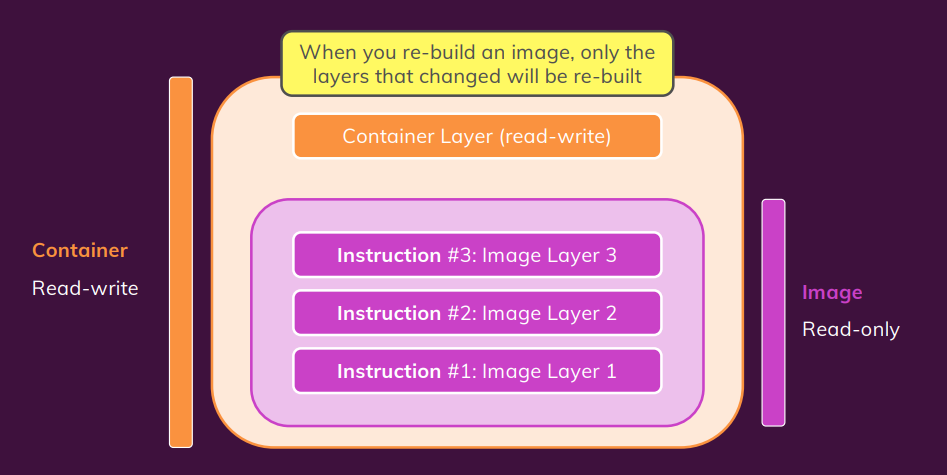 When you re-build an image, only the
layers that changed will be re-built
Container Layer (read-write)
Instruction #3: Image Layer 3
Instruction #2: Image Layer 2
Instruction #1: Image Layer 1
Container
Read-write
Image
Read-only